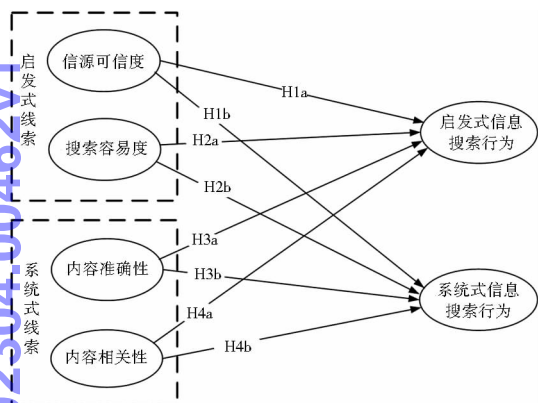 启发式线索
信源可信度
搜索容易度
H1a
H1b
H2a
H2b
启发式信息
搜索行为
系统式线索
内容准确性
内容相关性
H3a
H3b
H4a
H4b
系统式信息
搜索行为